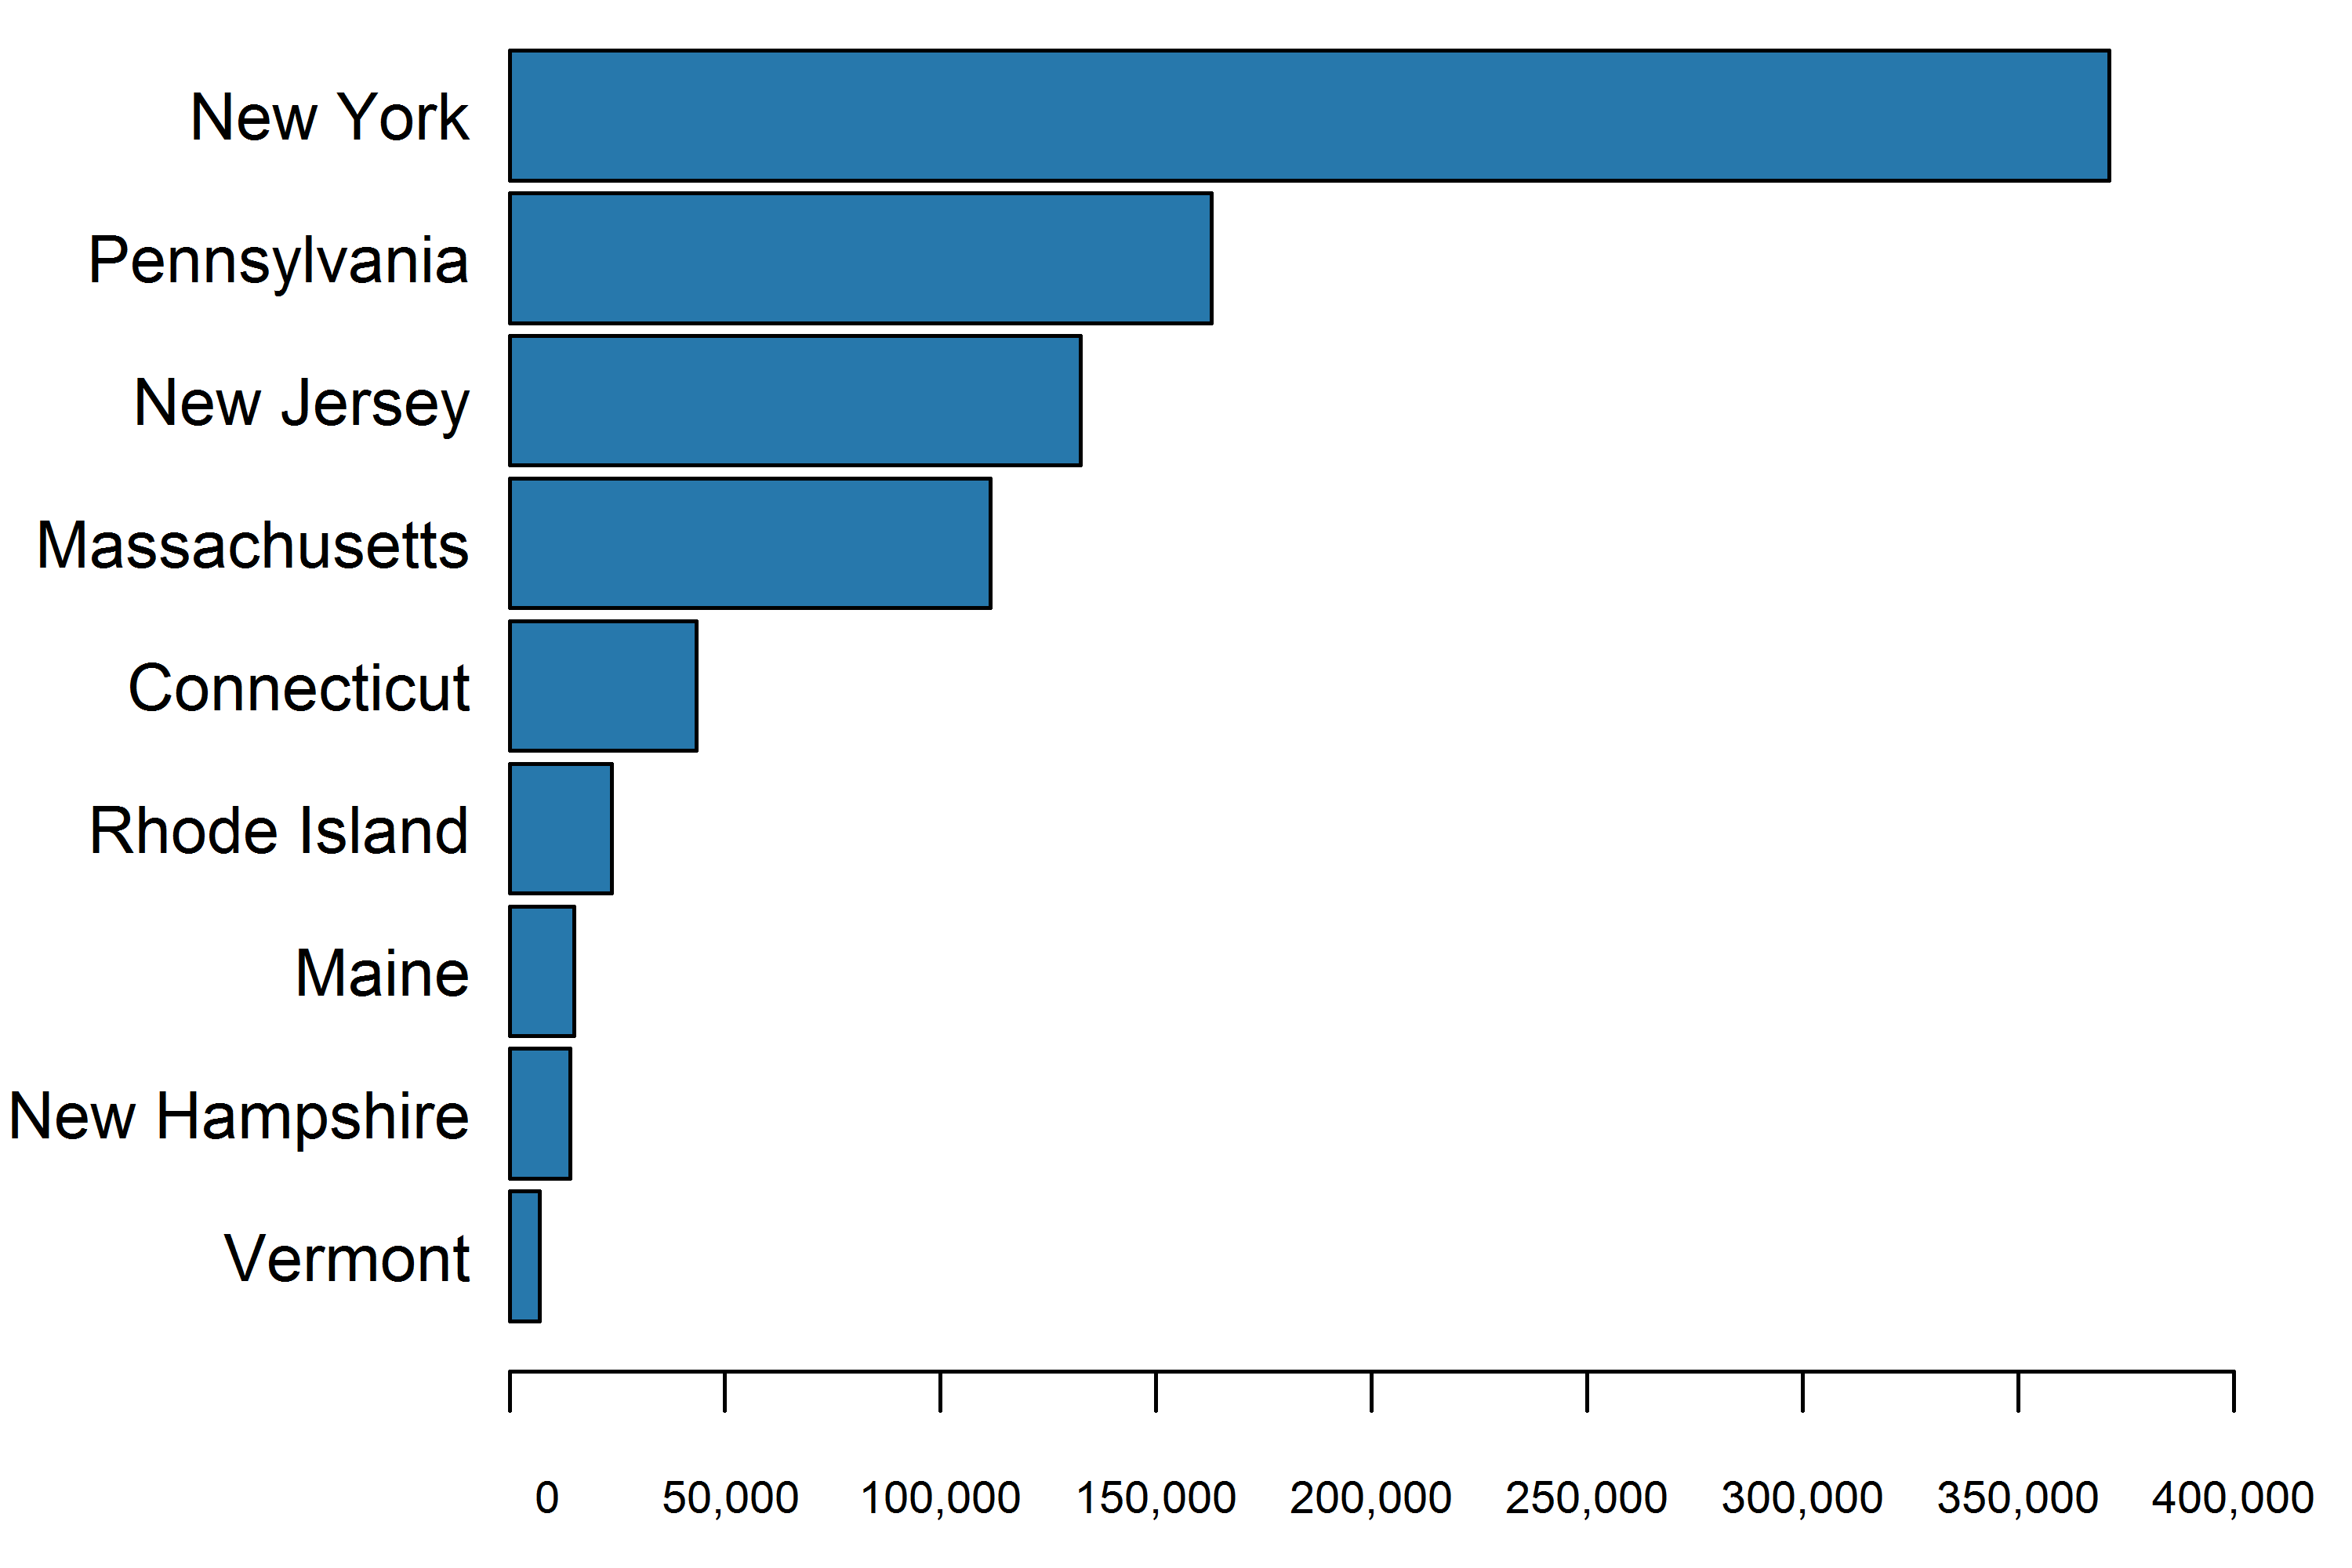 New York
Pennsylvania
New Jersey
Massachusetts
Connecticut
Rhode Island
Maine
New Hampshire
Vermont
0 50,000 100,000 150,000 200,000 250,000 300,000 350,000 400,000